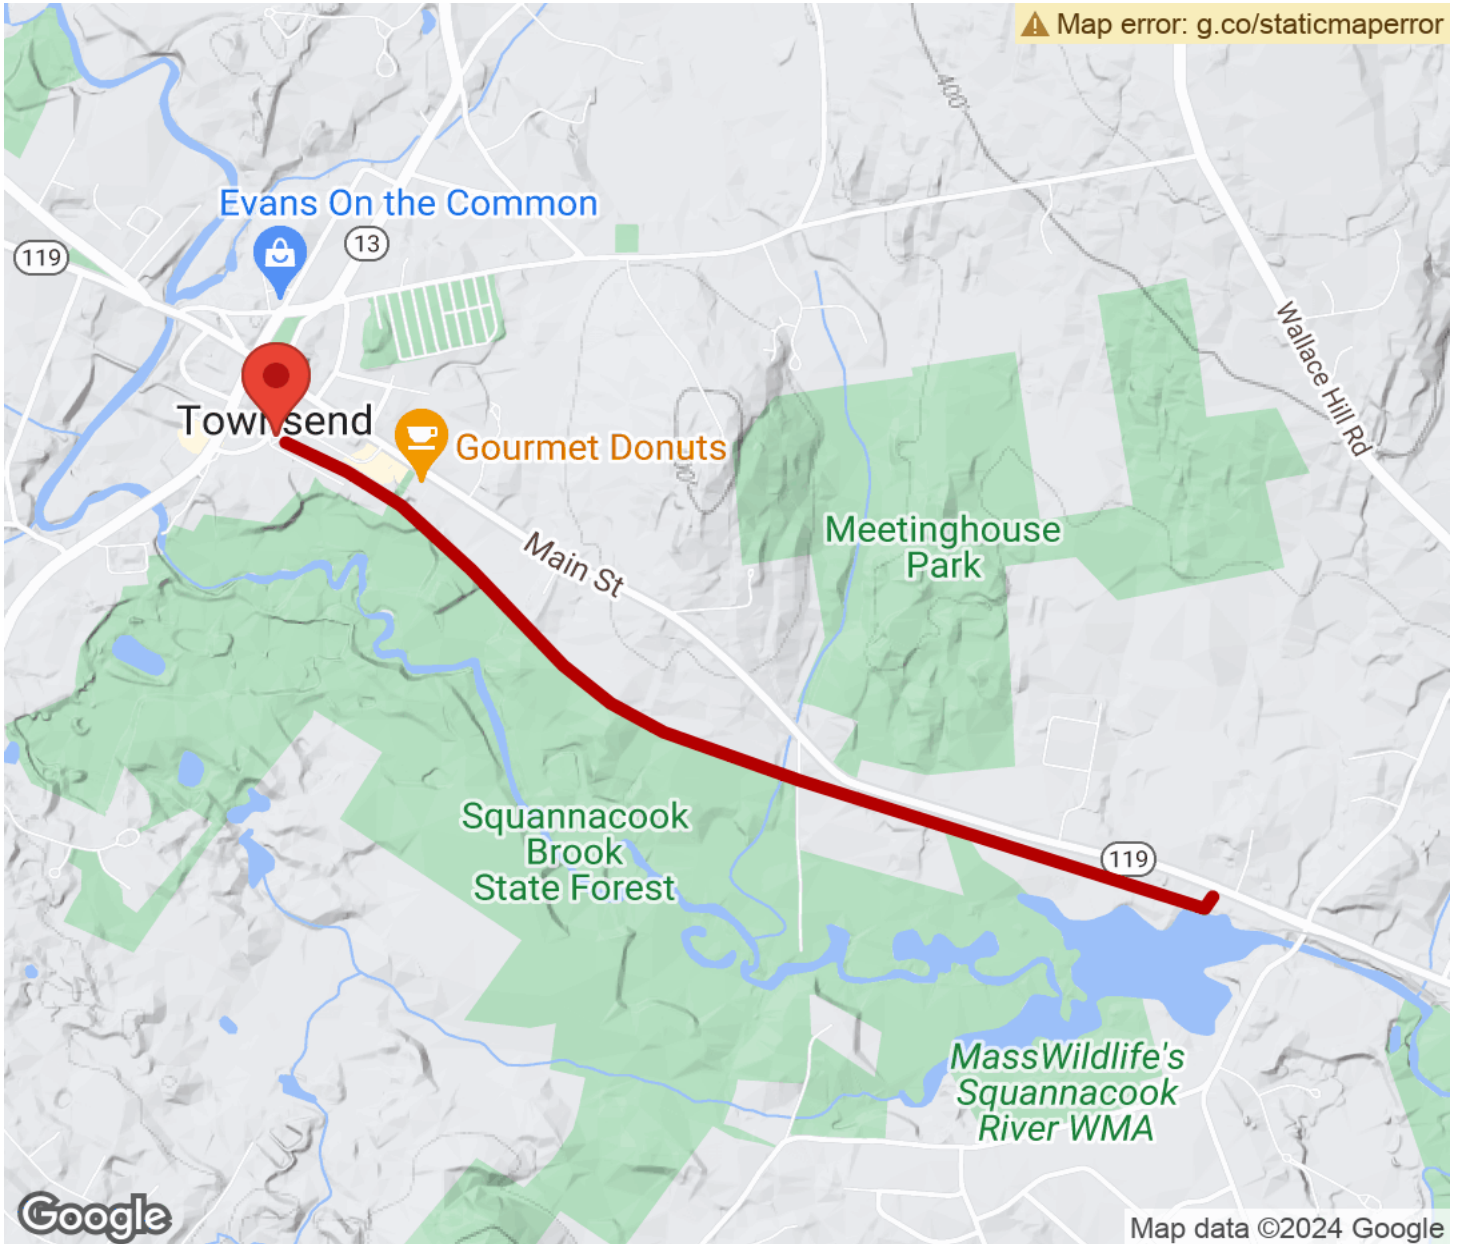 Map error: g.co/staticmaperror
400'
Evans On the Common
13
119
Wallace Hill Rd
Townsend
Gourmet Donuts
Main St
Meetinghouse
Park
Squannacook
Brook
State Forest
119
MassWildlife's
Squannacook
River WMA
Google
Map data ©2024 Google